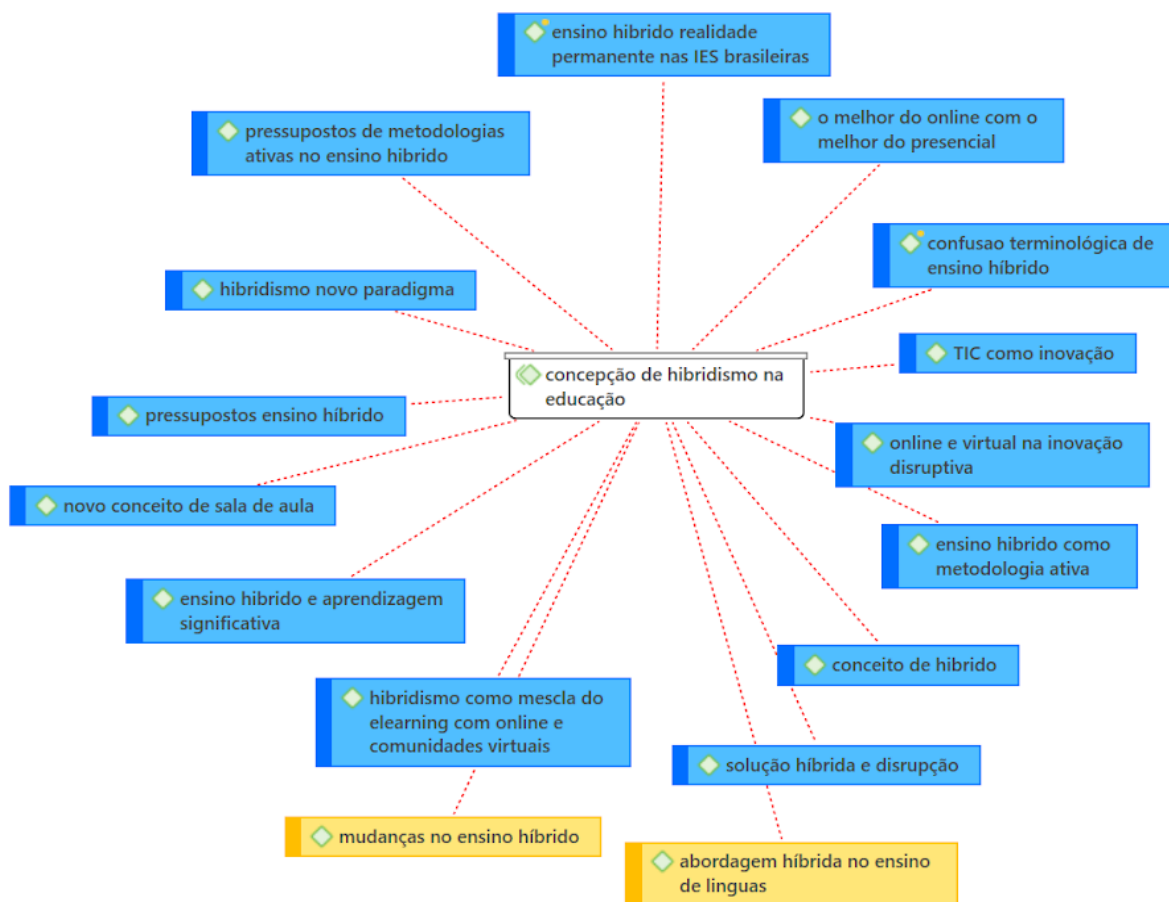 ensino hibrido realidade
permanente nas IES brasileiras
o melhor do online com o
melhor do presencial
pressupostos de metodologias
ativas no ensino hibrido
confusao terminológica de
ensino híbrido
hibridismo novo paradigma
TIC como inovação
concepção de hibridismo na
educação
pressupostos ensino híbrido
online e virtual na inovação
disruptiva
novo conceito de sala de aula
ensino hibrido como
metodologia ativa
ensino hibrido e aprendizagem
significativa
conceito de hibrido
hibridismo como mescla do
elearning com online e
comunidades virtuais
solução híbrida e disrupção
mudanças no ensino híbrido
abordagem híbrida no ensino
de linguas